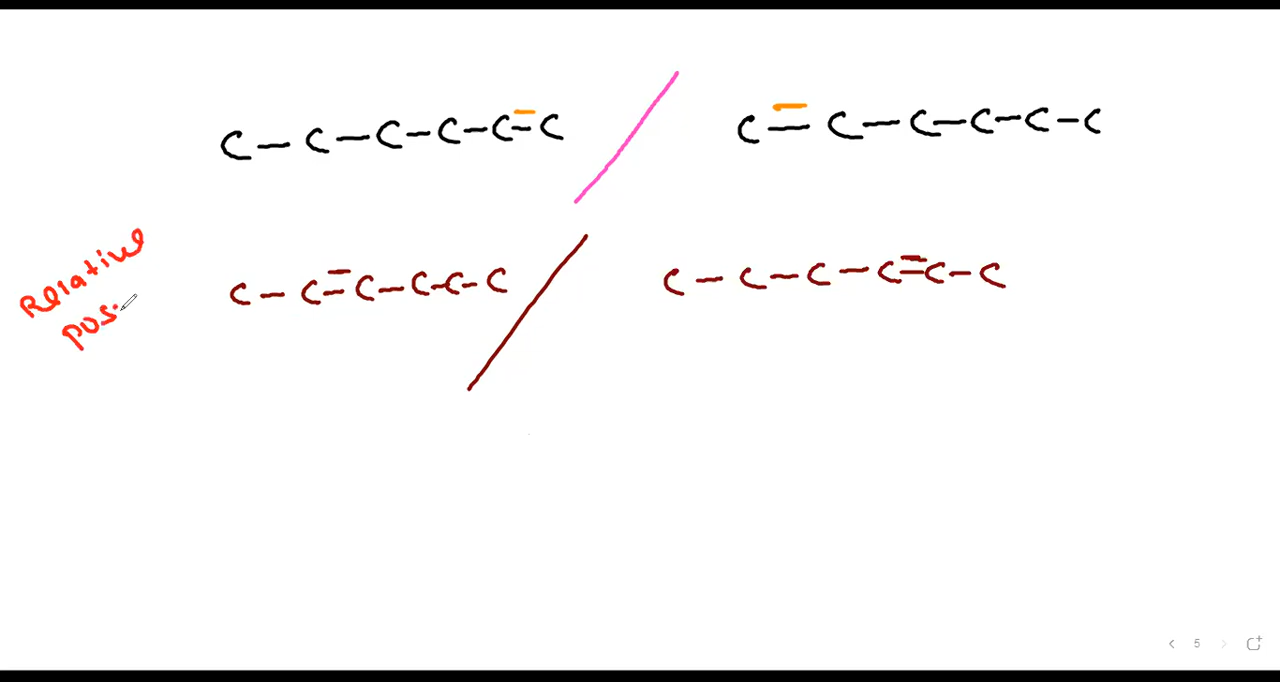 C - C - C - C - C = C / C = C - C - C - C - C
C - C = C - C - C - C / C - C - C - C = C - C
Relative
pos.
5